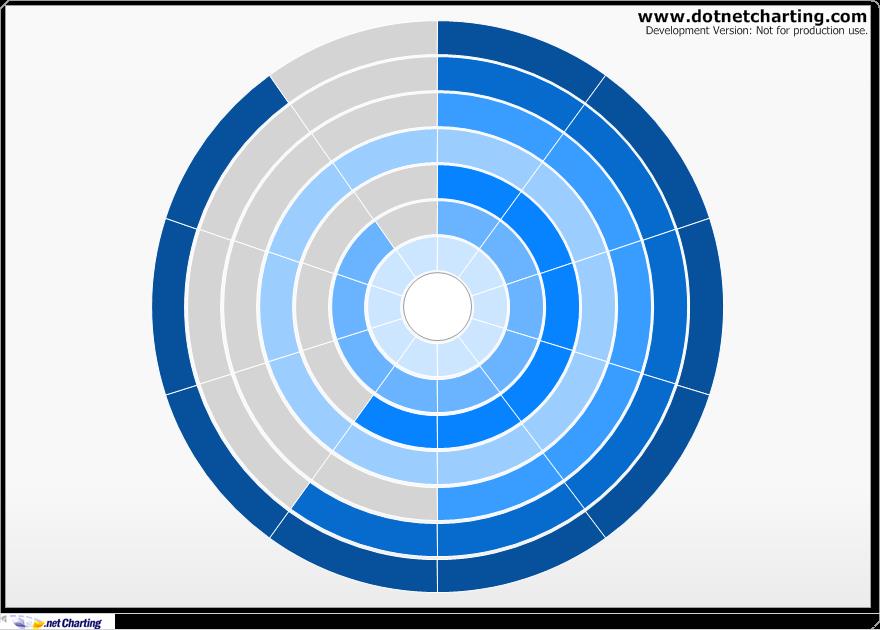 www.dotnetcharting.com
Development Version: Not for production use.
.net Charting